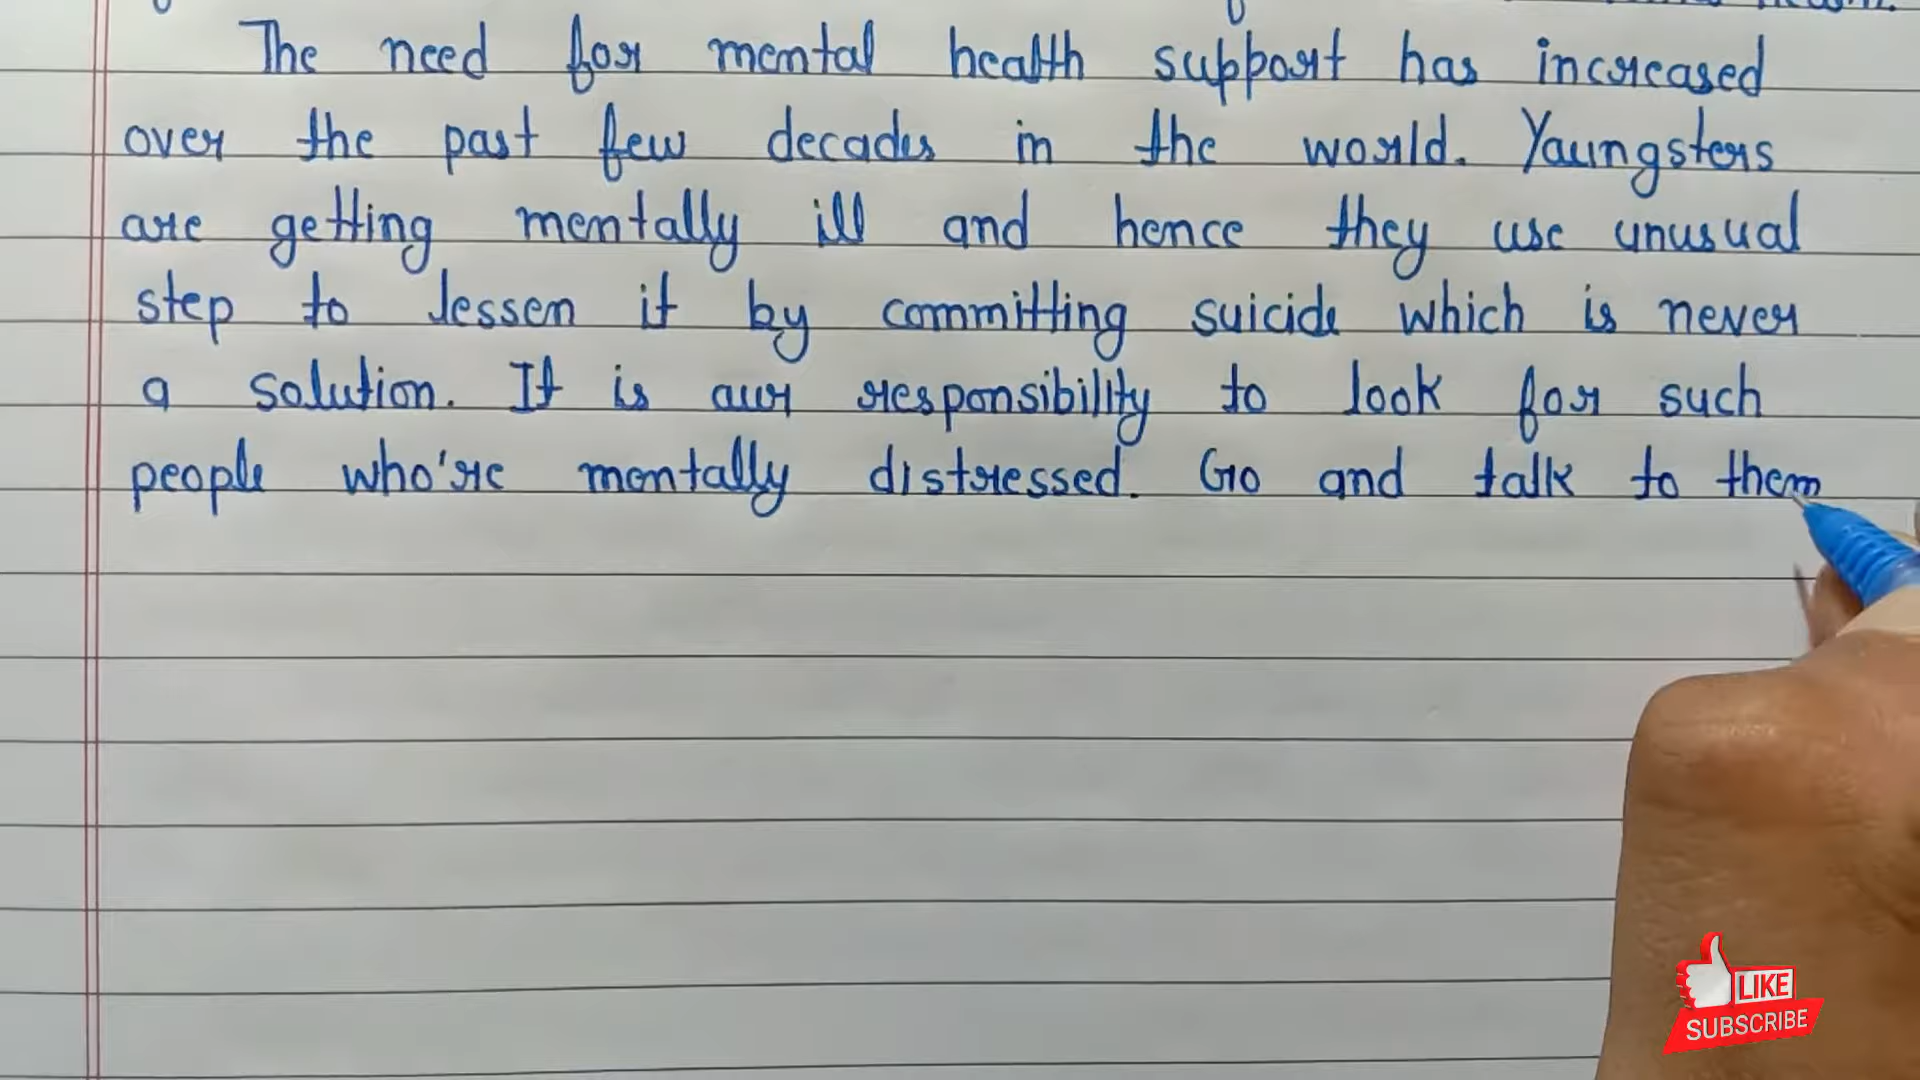 The need for mental health support has increased
over the past few decades in the world. Youngsters
are getting mentally ill and hence they use unusual
step to lessen it by committing suicide which is never
a solution. It is our responsibility to look for such
people who're mentally distressed. Go and talk to them
LIKE
SUBSCRIBE